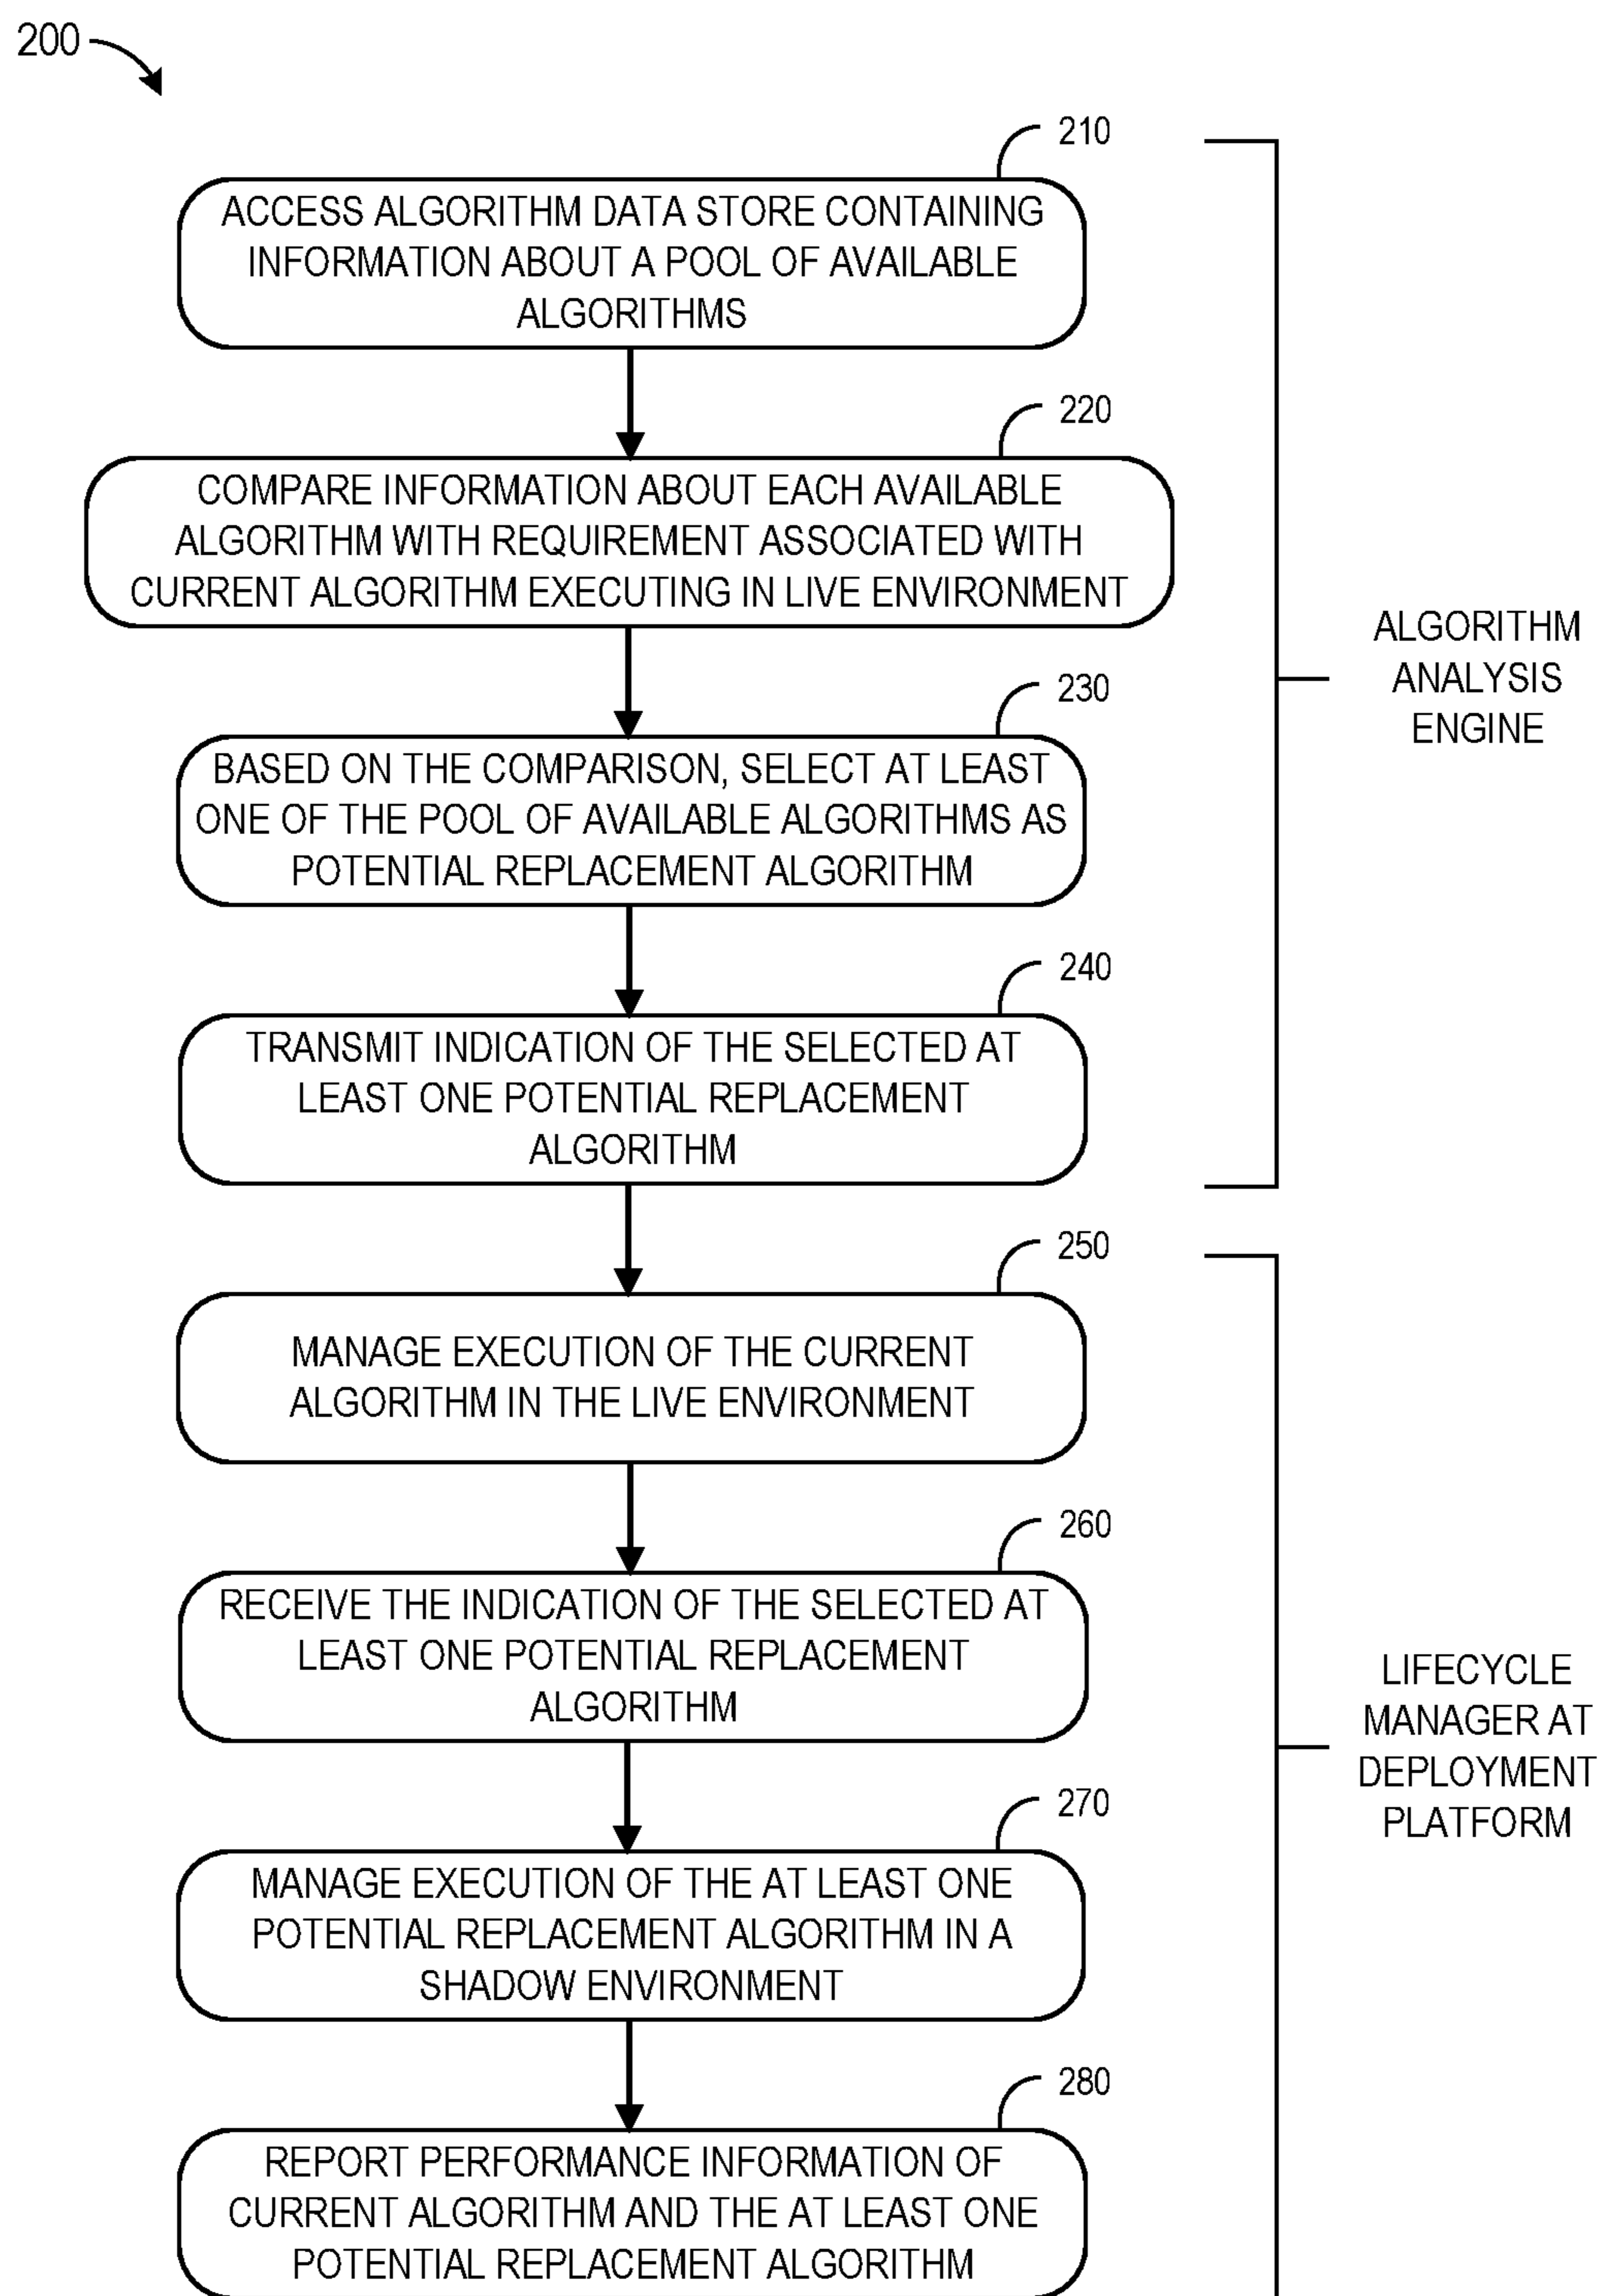 200
210
ACCESS ALGORITHM DATA STORE CONTAINING
INFORMATION ABOUT A POOL OF AVAILABLE
ALGORITHMS
220
COMPARE INFORMATION ABOUT EACH AVAILABLE
ALGORITHM WITH REQUIREMENT ASSOCIATED WITH
CURRENT ALGORITHM EXECUTING IN LIVE ENVIRONMENT
230
BASED ON THE COMPARISON, SELECT AT LEAST
ONE OF THE POOL OF AVAILABLE ALGORITHMS AS
POTENTIAL REPLACEMENT ALGORITHM
240
TRANSMIT INDICATION OF THE SELECTED AT
LEAST ONE POTENTIAL REPLACEMENT
ALGORITHM
ALGORITHM
ANALYSIS
ENGINE
250
MANAGE EXECUTION OF THE CURRENT
ALGORITHM IN THE LIVE ENVIRONMENT
260
RECEIVE THE INDICATION OF THE SELECTED AT
LEAST ONE POTENTIAL REPLACEMENT
ALGORITHM
270
MANAGE EXECUTION OF THE AT LEAST ONE
POTENTIAL REPLACEMENT ALGORITHM IN A
SHADOW ENVIRONMENT
280
REPORT PERFORMANCE INFORMATION OF
CURRENT ALGORITHM AND THE AT LEAST ONE
POTENTIAL REPLACEMENT ALGORITHM
LIFECYCLE
MANAGER AT
DEPLOYMENT
PLATFORM